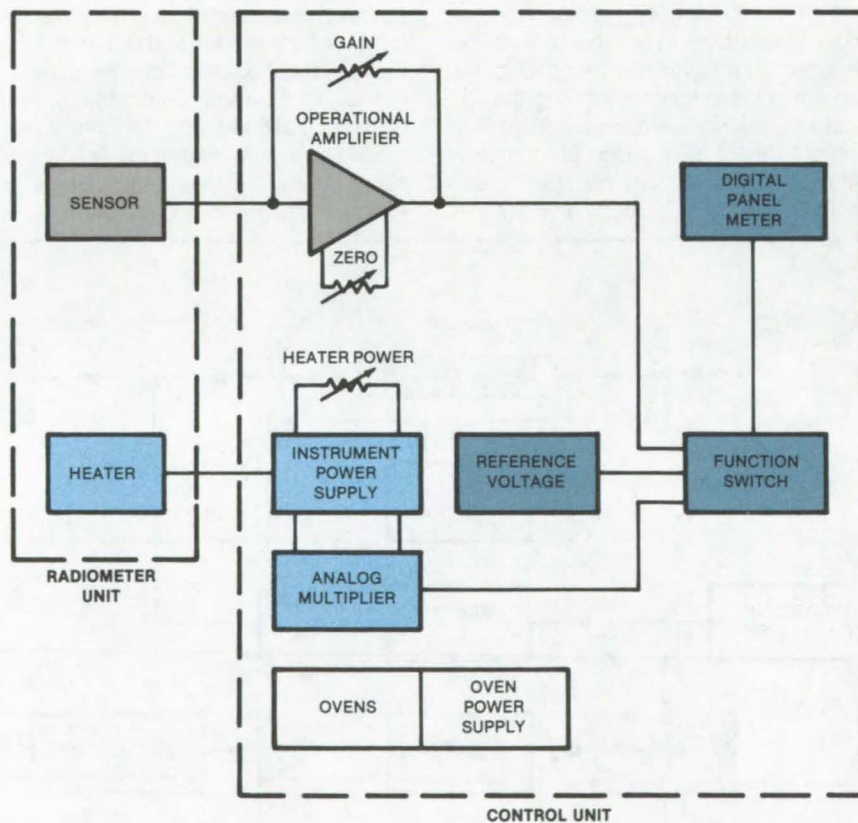 GAIN
OPERATIONAL
AMPLIFIER
SENSOR
DIGITAL
PANEL
METER
ZERO
HEATER POWER
HEATER
INSTRUMENT
POWER
SUPPLY
REFERENCE
VOLTAGE
FUNCTION
SWITCH
RADIOMETER
UNIT
ANALOG
MULTIPLIER
OVENS
OVEN
POWER
SUPPLY
CONTROL UNIT